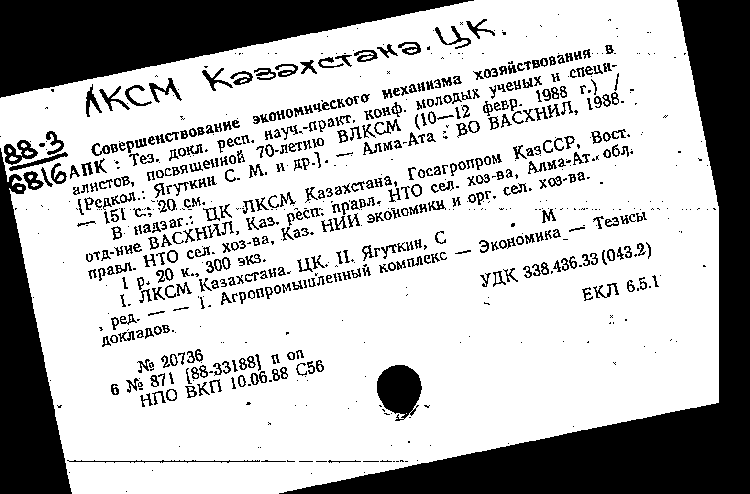 ЛКСМ Казахстана. ЦК.
88-3
6816
Совершенствование экономического механизма хозяйствования в
АПК : Тез. докл. респ. науч.-практ. конф. молодых ученых и специ-
алистов, посвященной 70-летию ВЛКСМ (10—12 февр. 1988 г.) /
[Редкол.: Ягуткин С. М. и др.]. — Алма-Ата : ВО ВАСХНИЛ, 1988.
— 151 с.; 20 см.
В надзаг.: ЦК ЛКСМ Казахстана, Госагропром КазССР, Вост.
отд-ние ВАСХНИЛ, Каз. респ. правл. НТО сел. хоз-ва, Алма-Ат. обл.
правл. НТО сел. хоз-ва, Каз. НИИ экономики и орг. сел. хоз-ва.
1 р. 20 к., 300 экз.
I. ЛКСМ Казахстана. ЦК. II. Ягуткин, С М
, ред. — — 1. Агропромышленный комплекс — Экономика — Тезисы
докладов.
УДК 338.436.33(043.2)
ЕКЛ 6.5.1
№ 20736
6 № 871 [88-33188] п оп
НПО ВКП 10.06.88 С56